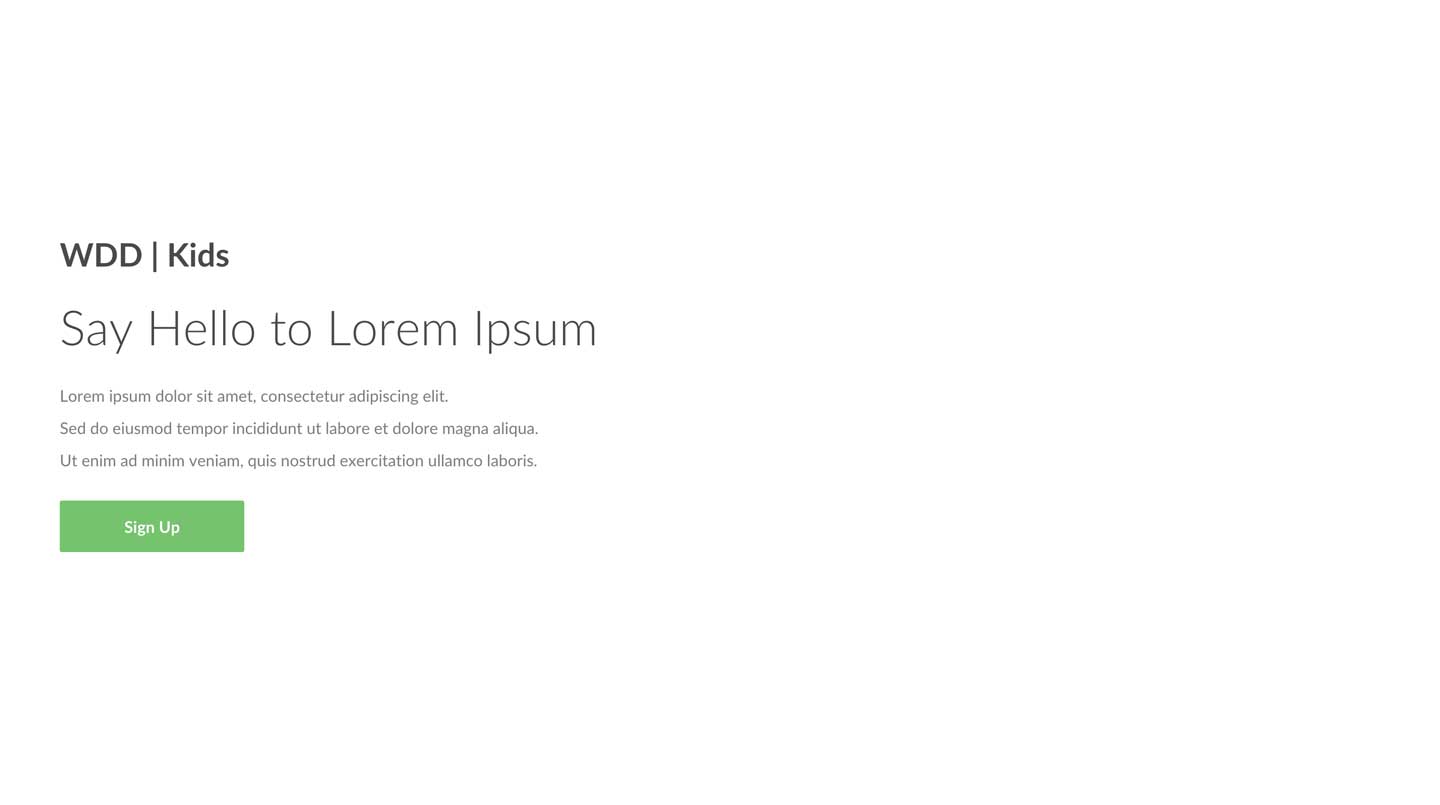 WDD | Kids
Say Hello to Lorem Ipsum
Lorem ipsum dolor sit amet, consectetur adipiscing elit.
Sed do eiusmod tempor incididunt ut labore et dolore magna aliqua.
Ut enim ad minim veniam, quis nostrud exercitation ullamco laboris.
Sign Up